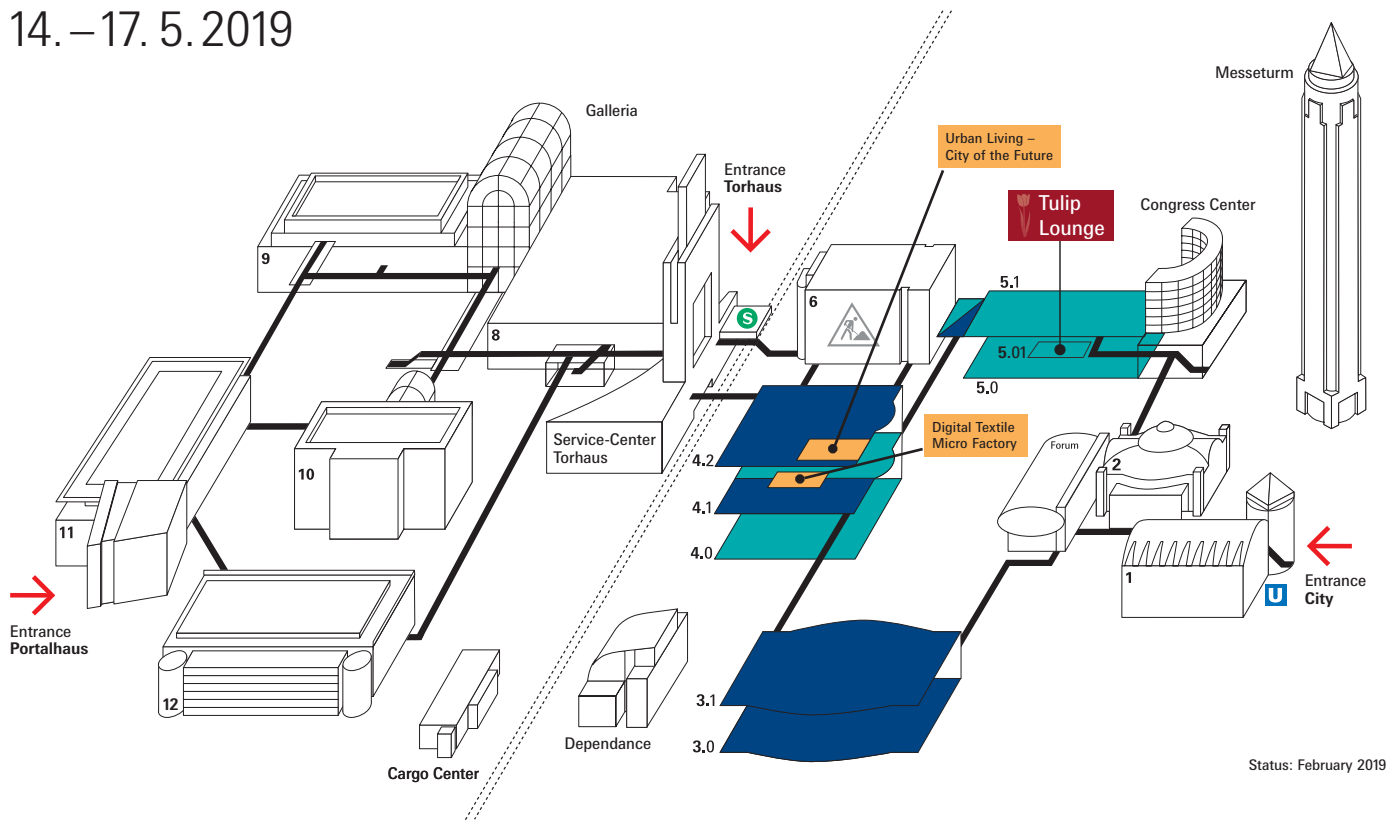 14. – 17. 5. 2019
Messeturm
Galleria
Urban Living –
City of the Future
Entrance
Torhaus
Tulip
Lounge
Congress Center
9
5.1
6
S
8
5.01
5.0
Digital Textile
Micro Factory
Service-Center
Torhaus
Forum
4.2
2
10
4.1
11
4.0
1
U
Entrance
City
Entrance
Portalhaus
12
3.1
Dependance
3.0
Cargo Center
Status: February 2019